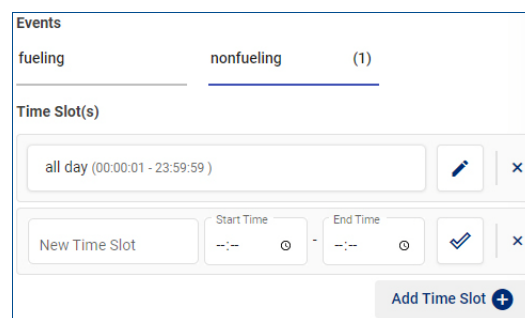 Events
fueling nonfueling (1)
Time Slot(s)
all day (00:00:01 - 23:59:59 )
Start Time End Time
New Time Slot --:-- - --:--
Add Time Slot